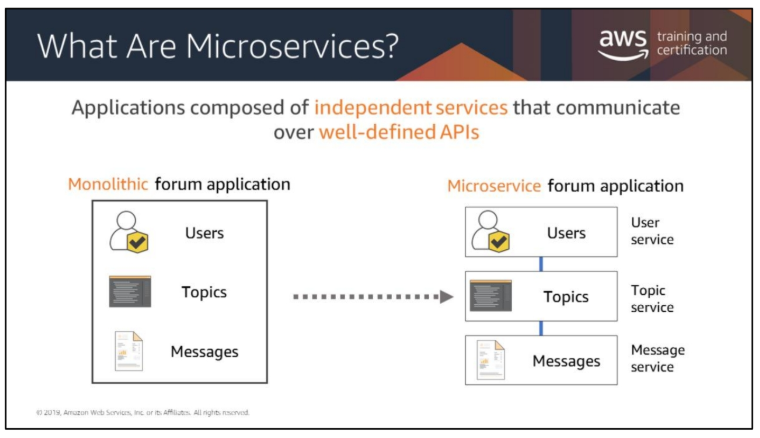 What Are Microservices?
aws training and
certification
Applications composed of independent services that communicate
over well-defined APIs
Monolithic forum application
Users
Topics
Messages
Microservice forum application
Users
User
service
Topics
Topic
service
Messages
Message
service
© 2019, Amazon Web Services, Inc. or its Affiliates. All rights reserved.